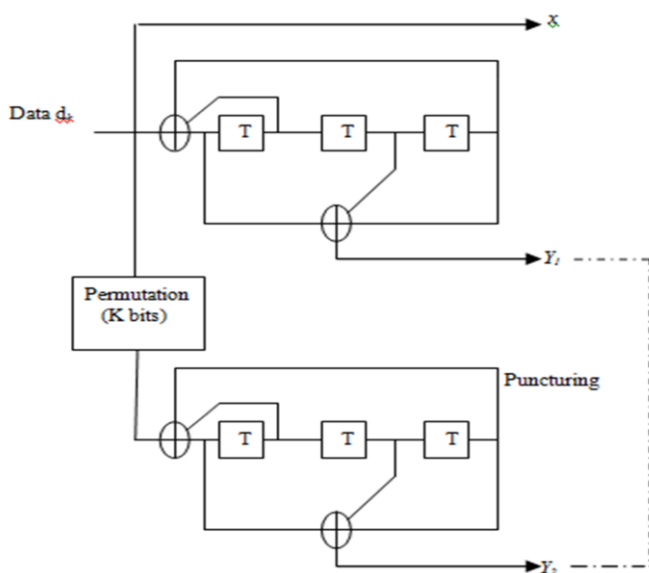 X
Data dk
T T T
Y1
Permutation
(K bits)
Puncturing
T T T
Y2